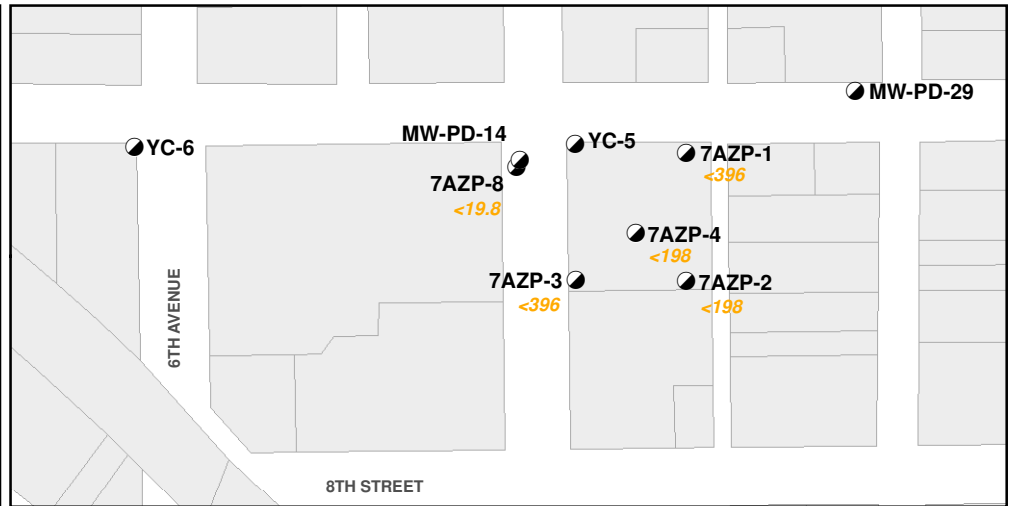 MW-PD-29
MW-PD-14
YC-5
YC-6
7AZP-1
<396
7AZP-8
<19.8
7AZP-4
<198
7AZP-3
<396
7AZP-2
<198
6TH AVENUE
8TH STREET